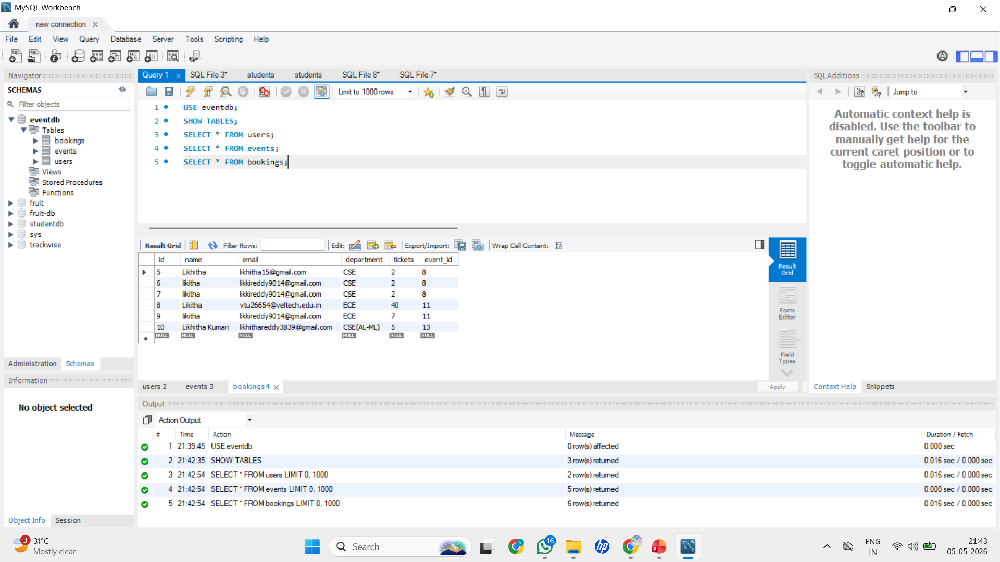 MySQL Workbench
new connection
File Edit View Query Database Server Tools Scripting Help
Navigator
SCHEMAS
Filter objects
eventdb
Tables
bookings
events
users
Views
Stored Procedures
Functions
fruit
fruit-db
studentdb
sys
trackwise
Administration Schemas
Information
No object selected
Object Info Session
Query 1 SQL File 3* students students SQL File 8* SQL File 7*
Limit to 1000 rows
1 USE eventdb;
2 SHOW TABLES;
3 SELECT * FROM users;
4 SELECT * FROM events;
5 SELECT * FROM bookings;
Result Grid Filter Rows: Edit: Export/Import: Wrap Cell Content:
id name email department tickets event_id
5 Likhitha likhitha15@gmail.com CSE 2 8
6 likitha likkireddy9014@gmail.com CSE 2 8
7 likitha likkireddy9014@gmail.com CSE 2 8
8 Likitha vtu26654@veltech.edu.in ECE 40 11
9 likitha likkireddy9014@gmail.com ECE 7 11
10 Likhitha Kumari likhithareddy3839@gmail.com CSE(AL-ML) 5 13
NULL NULL NULL NULL NULL NULL
Result
Grid
Form
Editor
Field
Types
users 2 events 3 bookings 4 Apply
SQLAdditions
Jump to
Automatic context help is
disabled. Use the toolbar to
manually get help for the
current caret position or to
toggle automatic help.
Context Help Snippets
Output
Action Output
# Time Action Message Duration / Fetch
1 21:39:45 USE eventdb 0 row(s) affected 0.000 sec
2 21:42:35 SHOW TABLES 3 row(s) returned 0.016 sec / 0.000 sec
3 21:42:54 SELECT * FROM users LIMIT 0, 1000 2 row(s) returned 0.016 sec / 0.000 sec
4 21:42:54 SELECT * FROM events LIMIT 0, 1000 5 row(s) returned 0.000 sec / 0.000 sec
5 21:42:54 SELECT * FROM bookings LIMIT 0, 1000 6 row(s) returned 0.016 sec / 0.000 sec
3 31°C
Mostly clear
Search
N
16
hp
P
ENG
IN
21:43
05-05-2026